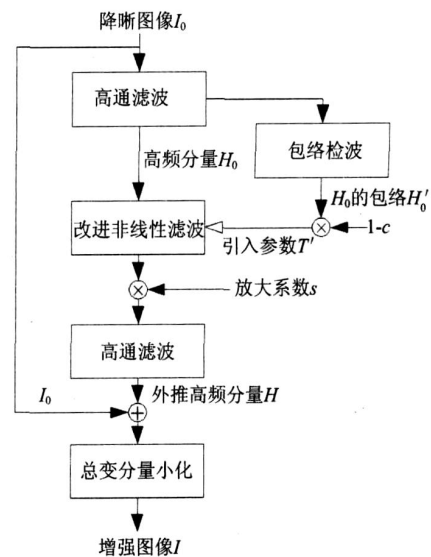 降晰图像I₀
高通滤波
高频分量H₀
包络检波
H₀的包络H₀′
改进非线性滤波
引入参数T′
1-c
放大系数s
高通滤波
I₀
外推高频分量H
总变分量小化
增强图像I